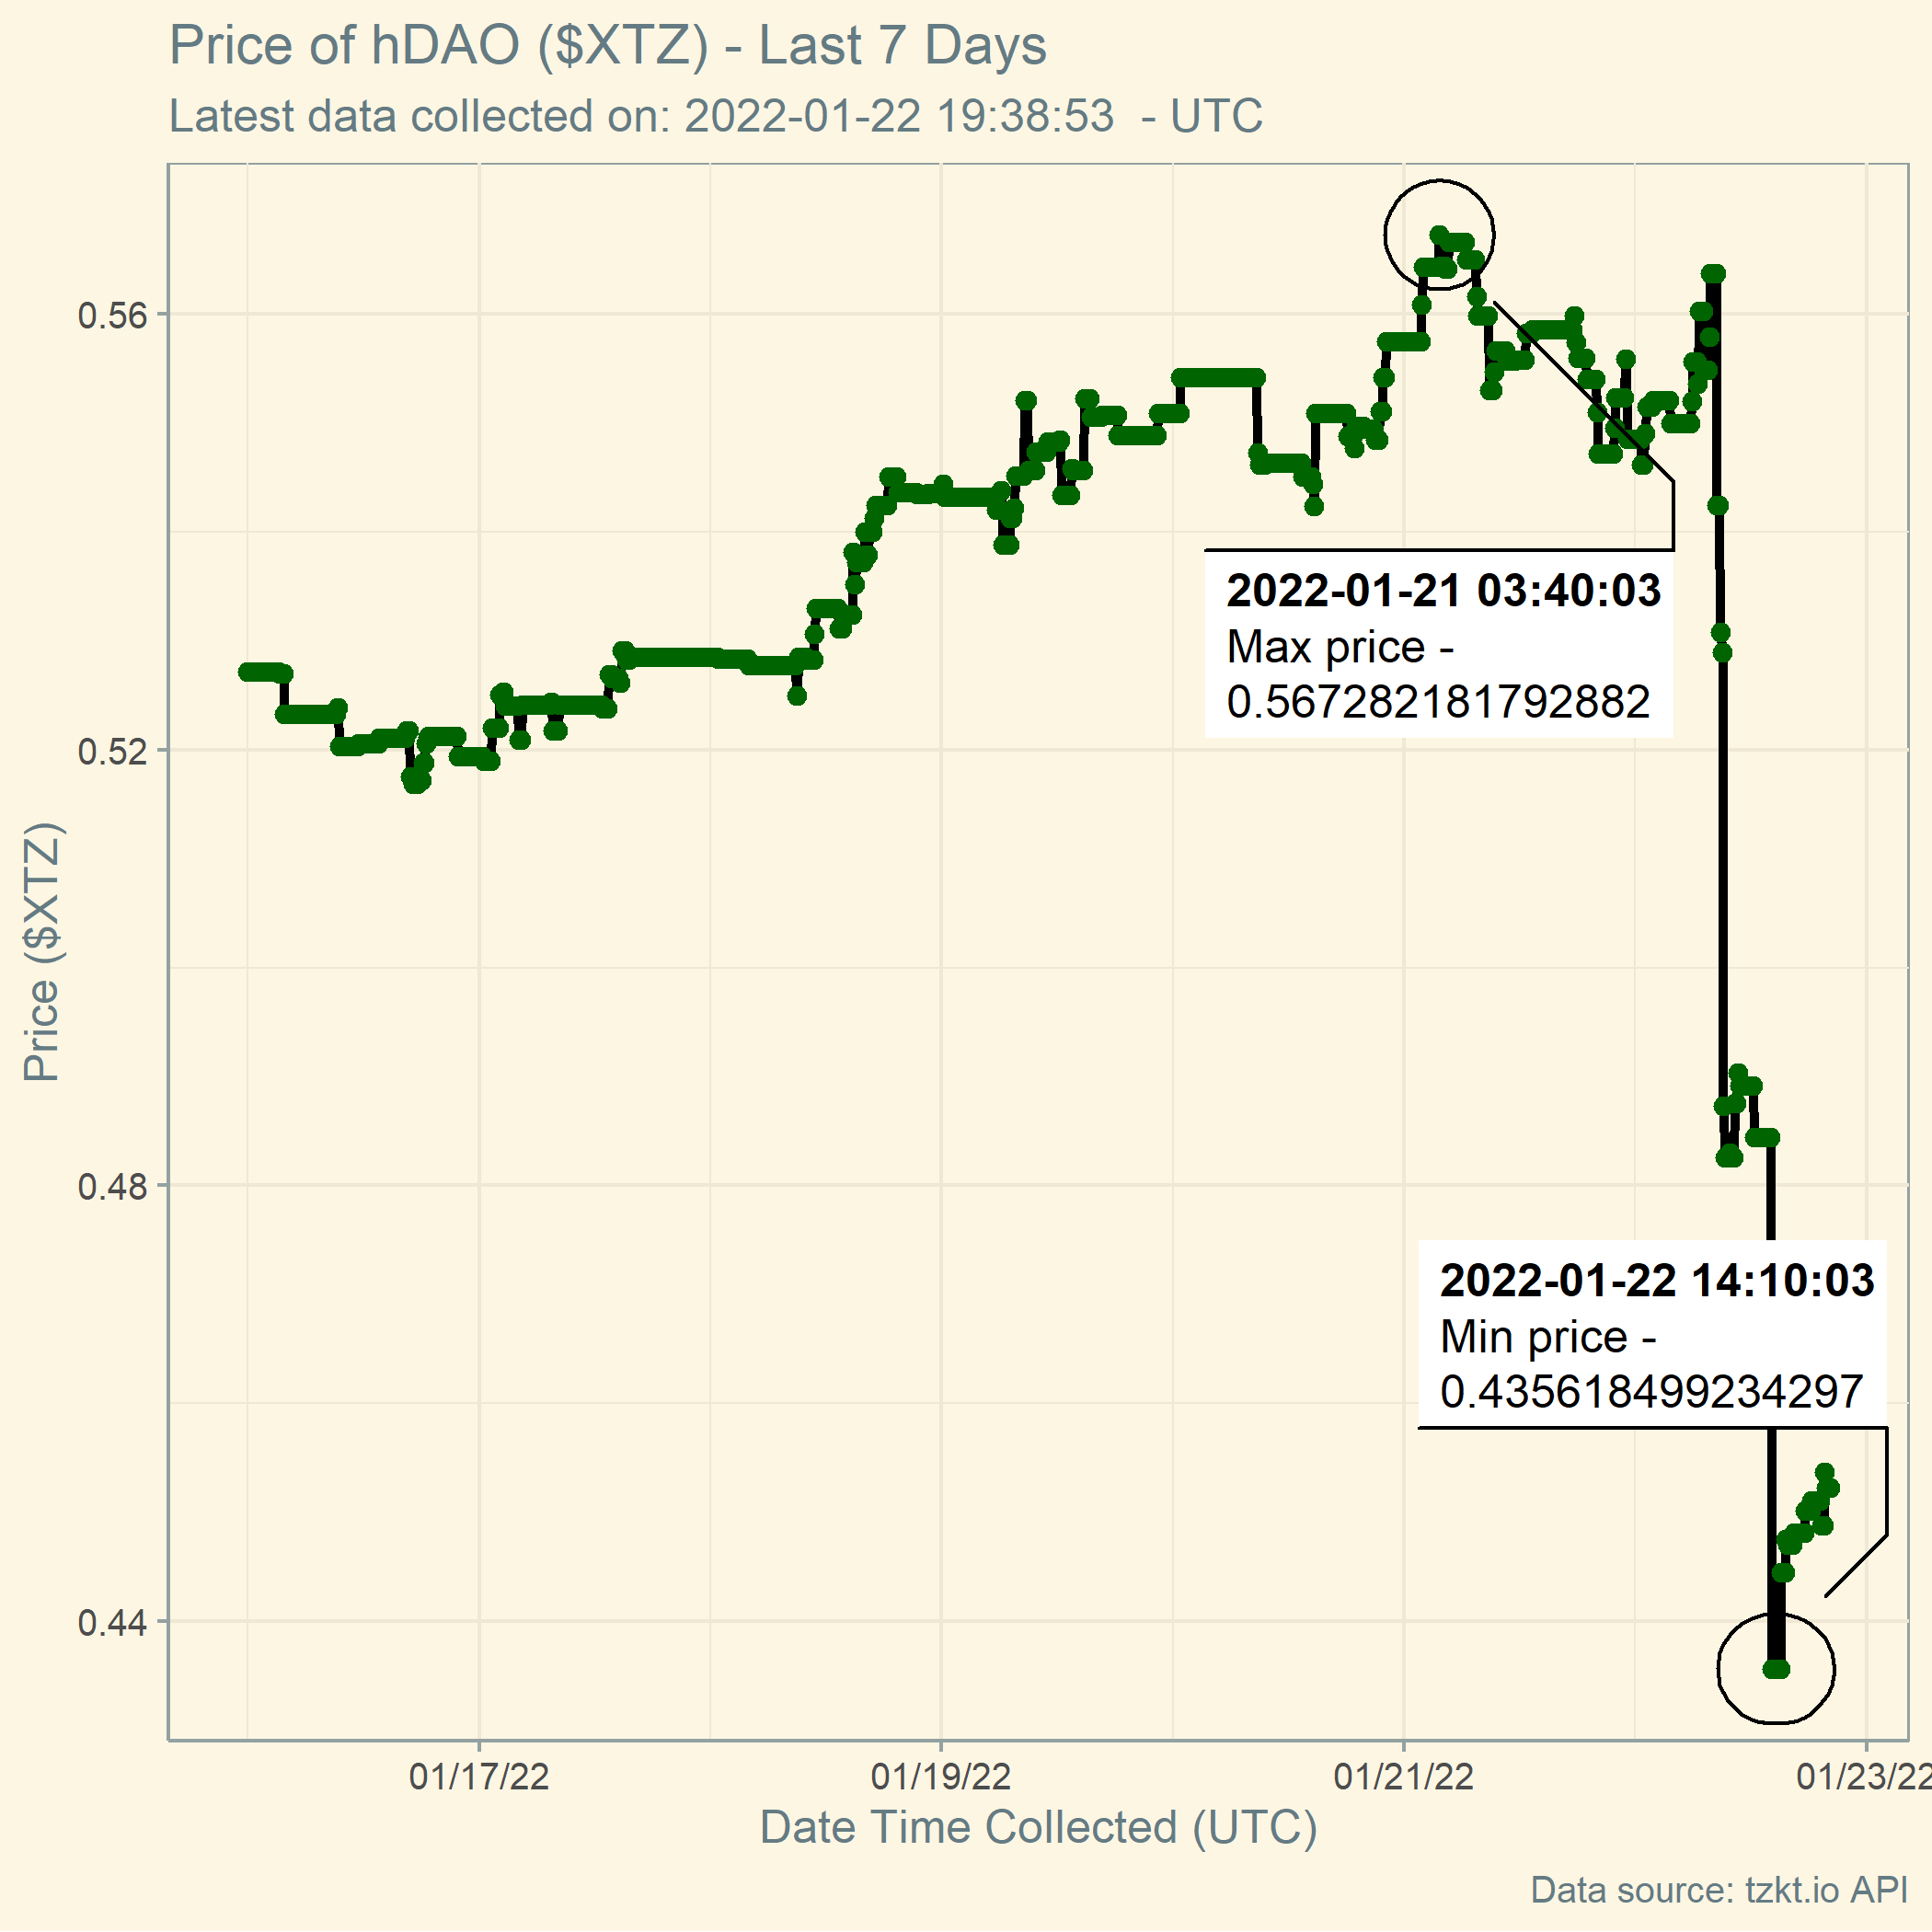 Price of hDAO ($XTZ) - Last 7 Days
Latest data collected on: 2022-01-22 19:38:53  - UTC
Price ($XTZ)
0.56
0.52
0.48
0.44
2022-01-21 03:40:03
Max price -
0.567282181792882
2022-01-22 14:10:03
Min price -
0.435618499234297
01/17/22
01/19/22
01/21/22
01/23/22
Date Time Collected (UTC)
Data source: tzkt.io API